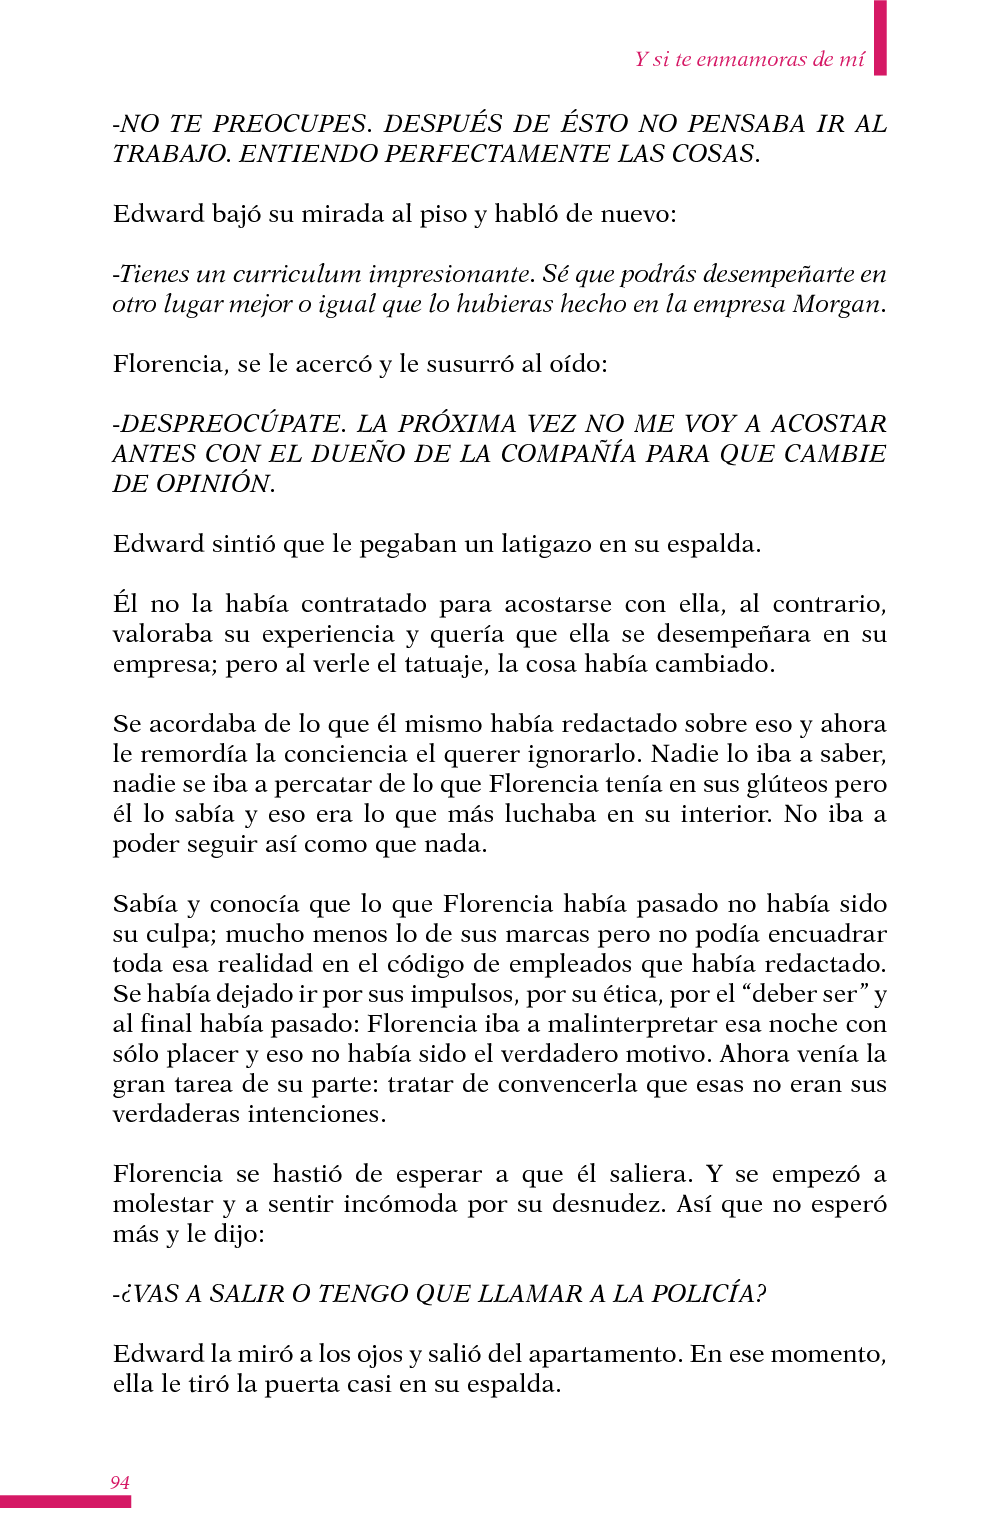 Y si te enmamoras de mí
-NO TE PREOCUPES. DESPUÉS DE ÉSTO NO PENSABA IR AL
TRABAJO. ENTIENDO PERFECTAMENTE LAS COSAS.
Edward bajó su mirada al piso y habló de nuevo:
-Tienes un curriculum impresionante. Sé que podrás desempeñarte en
otro lugar mejor o igual que lo hubieras hecho en la empresa Morgan.
Florencia, se le acercó y le susurró al oído:
-DESPREOCÚPATE. LA PRÓXIMA VEZ NO ME VOY A ACOSTAR
ANTES CON EL DUEÑO DE LA COMPAÑÍA PARA QUE CAMBIE
DE OPINIÓN.
Edward sintió que le pegaban un latigazo en su espalda.
Él no la había contratado para acostarse con ella, al contrario,
valoraba su experiencia y quería que ella se desempeñara en su
empresa; pero al verle el tatuaje, la cosa había cambiado.
Se acordaba de lo que él mismo había redactado sobre eso y ahora
le remordía la conciencia el querer ignorarlo. Nadie lo iba a saber,
nadie se iba a percatar de lo que Florencia tenía en sus glúteos pero
él lo sabía y eso era lo que más luchaba en su interior. No iba a
poder seguir así como que nada.
Sabía y conocía que lo que Florencia había pasado no había sido
su culpa; mucho menos lo de sus marcas pero no podía encuadrar
toda esa realidad en el código de empleados que había redactado.
Se había dejado ir por sus impulsos, por su ética, por el “deber ser” y
al final había pasado: Florencia iba a malinterpretar esa noche con
sólo placer y eso no había sido el verdadero motivo. Ahora venía la
gran tarea de su parte: tratar de convencerla que esas no eran sus
verdaderas intenciones.
Florencia se hastió de esperar a que él saliera. Y se empezó a
molestar y a sentir incómoda por su desnudez. Así que no esperó
más y le dijo:
-¿VAS A SALIR O TENGO QUE LLAMAR A LA POLICÍA?
Edward la miró a los ojos y salió del apartamento. En ese momento,
ella le tiró la puerta casi en su espalda.
94